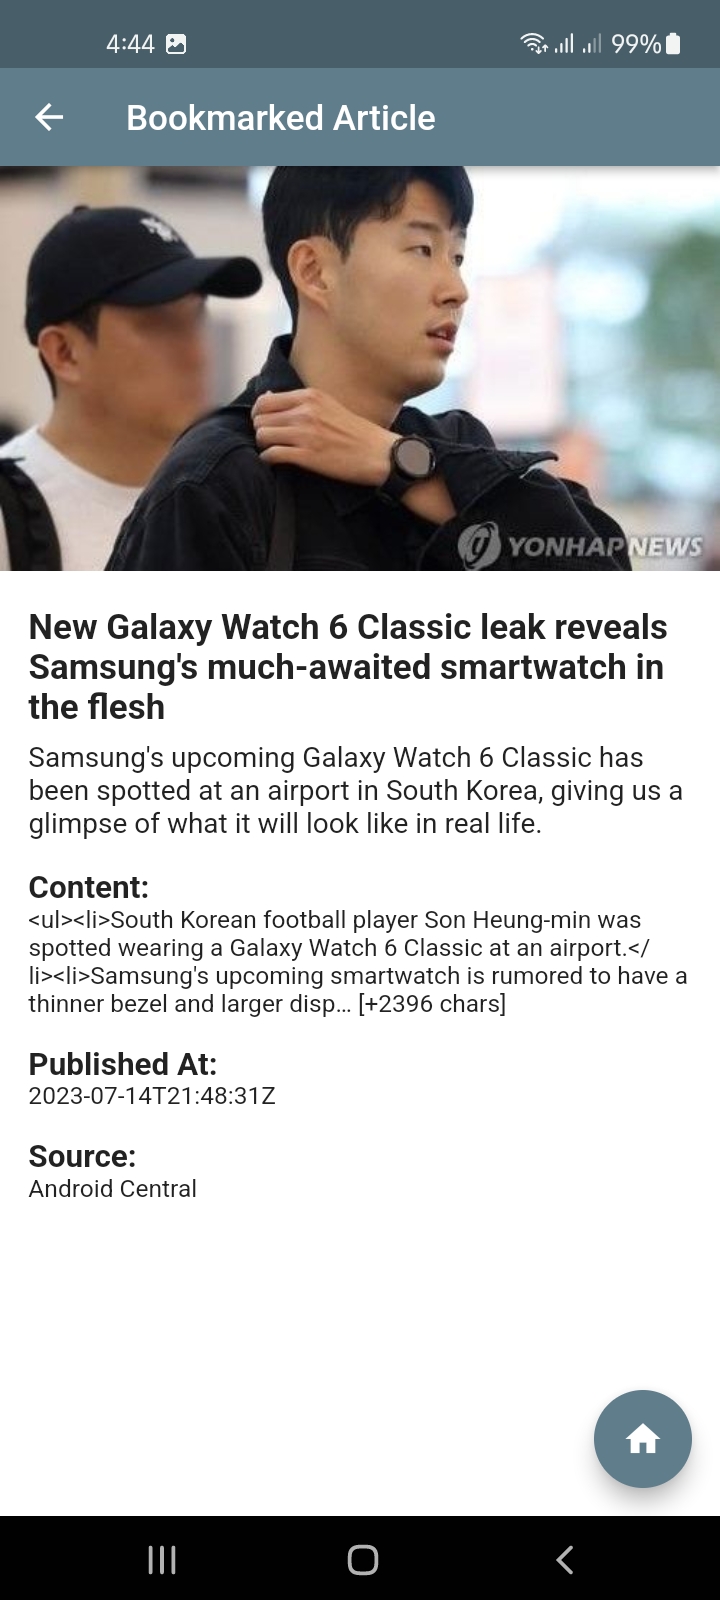 4:44
99%
Bookmarked Article
YONHAPNEWS
New Galaxy Watch 6 Classic leak reveals
Samsung's much-awaited smartwatch in
the flesh
Samsung's upcoming Galaxy Watch 6 Classic has
been spotted at an airport in South Korea, giving us a
glimpse of what it will look like in real life.
Content:
<ul><li>South Korean football player Son Heung-min was
spotted wearing a Galaxy Watch 6 Classic at an airport.</
li><li>Samsung's upcoming smartwatch is rumored to have a
thinner bezel and larger disp… [+2396 chars]
Published At:
2023-07-14T21:48:31Z
Source:
Android Central